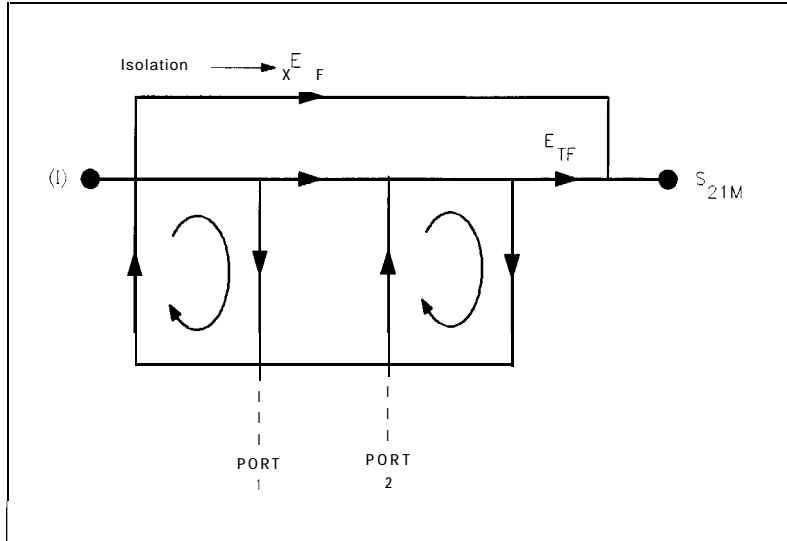 Isolation XEF
ETF
(I)
S21M
PORT
1
PORT
2